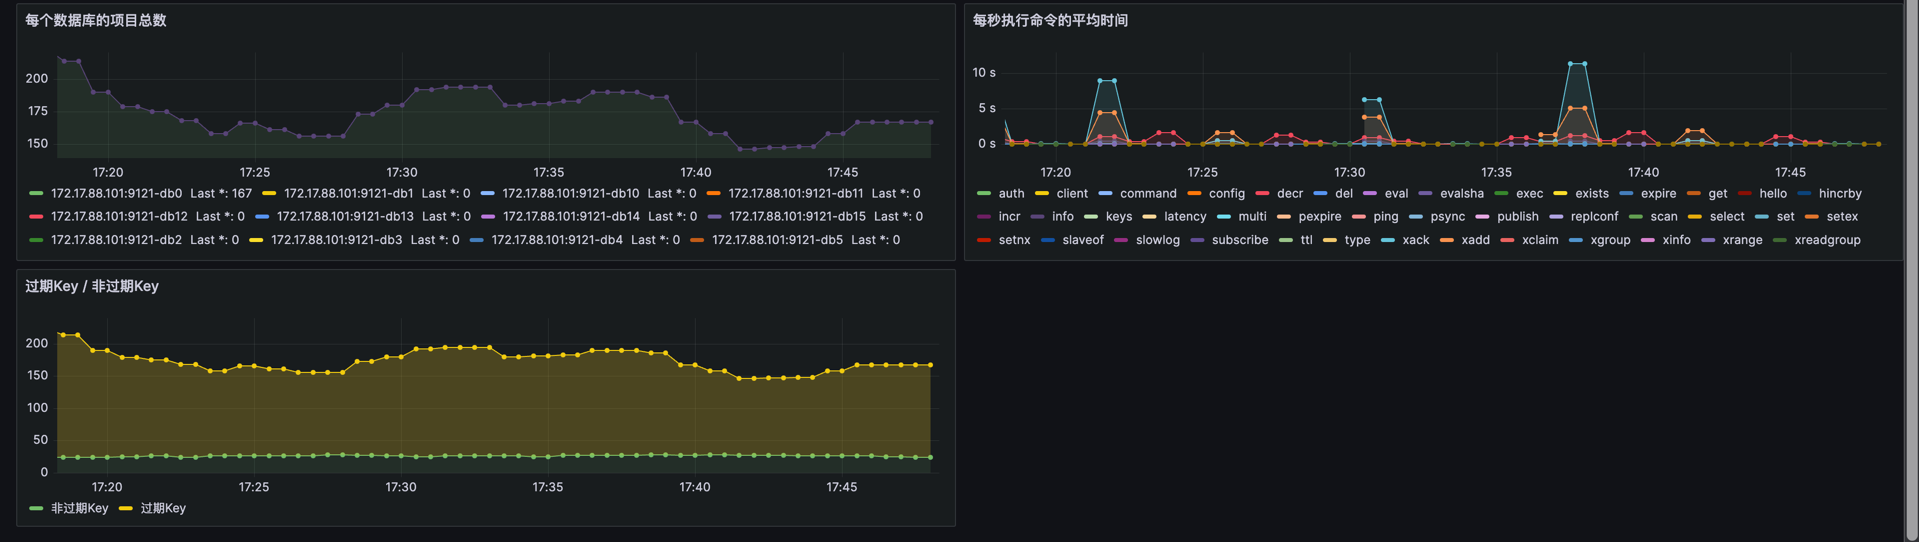 每个数据库的项目总数
200
175
150
17:20 17:25 17:30 17:35 17:40 17:45
172.17.88.101:9121-db0 Last *: 167 172.17.88.101:9121-db1 Last *: 0 172.17.88.101:9121-db10 Last *: 0 172.17.88.101:9121-db11 Last *: 0
172.17.88.101:9121-db12 Last *: 0 172.17.88.101:9121-db13 Last *: 0 172.17.88.101:9121-db14 Last *: 0 172.17.88.101:9121-db15 Last *: 0
172.17.88.101:9121-db2 Last *: 0 172.17.88.101:9121-db3 Last *: 0 172.17.88.101:9121-db4 Last *: 0 172.17.88.101:9121-db5 Last *: 0
每秒执行命令的平均时间
10 s
5 s
0 s
17:20 17:25 17:30 17:35 17:40 17:45
auth client command config decr del eval evalsha exec exists expire get hello hincrby
incr info keys latency multi pexpire ping psync publish replconf scan select set setex
setnx slaveof slowlog subscribe ttl type xack xadd xclaim xgroup xinfo xrange xreadgroup
过期Key / 非过期Key
200
150
100
50
0
17:20 17:25 17:30 17:35 17:40 17:45
非过期Key 过期Key